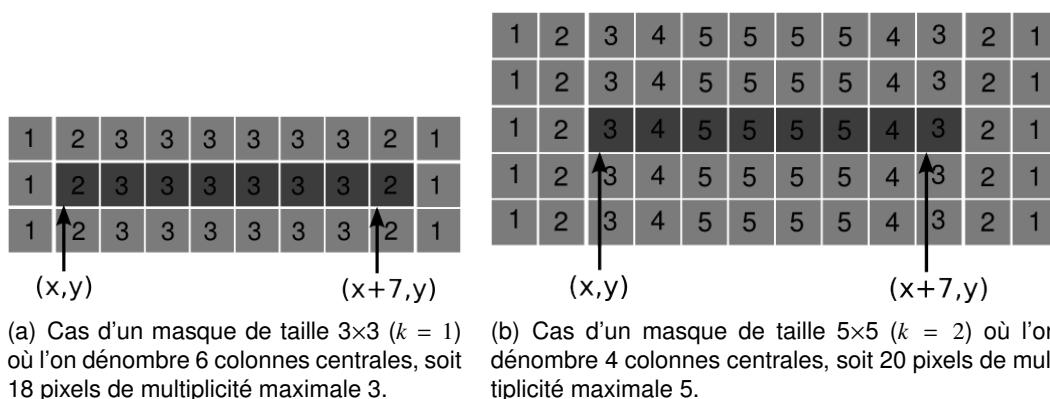 1 2 3 3 3 3 3 3 2 1
1 2 3 3 3 3 3 3 2 1
1 2 3 3 3 3 3 3 2 1
(x,y) (x+7,y)
(a) Cas d'un masque de taille 3×3 (k = 1)
où l'on dénombre 6 colonnes centrales, soit
18 pixels de multiplicité maximale 3.
1 2 3 4 5 5 5 5 4 3 2 1
1 2 3 4 5 5 5 5 4 3 2 1
1 2 3 4 5 5 5 5 4 3 2 1
1 2 3 4 5 5 5 5 4 3 2 1
1 2 3 4 5 5 5 5 4 3 2 1
(x,y) (x+7,y)
(b) Cas d'un masque de taille 5×5 (k = 2) où l'on
dénombre 4 colonnes centrales, soit 20 pixels de mul
tiplicité maximale 5.